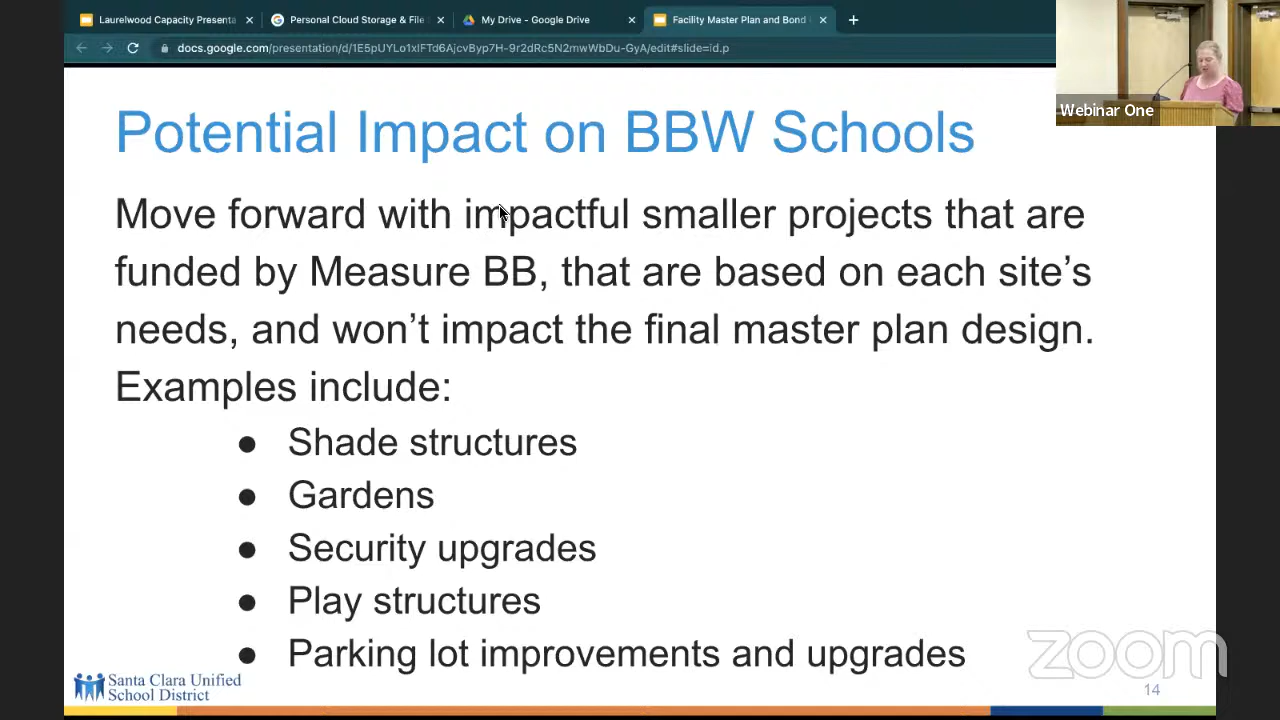 Laurelwood Capacity Presenta
Personal Cloud Storage & File
My Drive - Google Drive
Facility Master Plan and Bond
docs.google.com/presentation/d/1E5pUYLo1xIFTd6AjcvByp7H-9r2dRc5N2mwWbDu-GyA/edit#slide=id.p
Webinar One
Potential Impact on BBW Schools
Move forward with impactful smaller projects that are
funded by Measure BB, that are based on each site’s
needs, and won’t impact the final master plan design.
Examples include:
● Shade structures
● Gardens
● Security upgrades
● Play structures
● Parking lot improvements and upgrades
zoom
Santa Clara Unified
School District
14